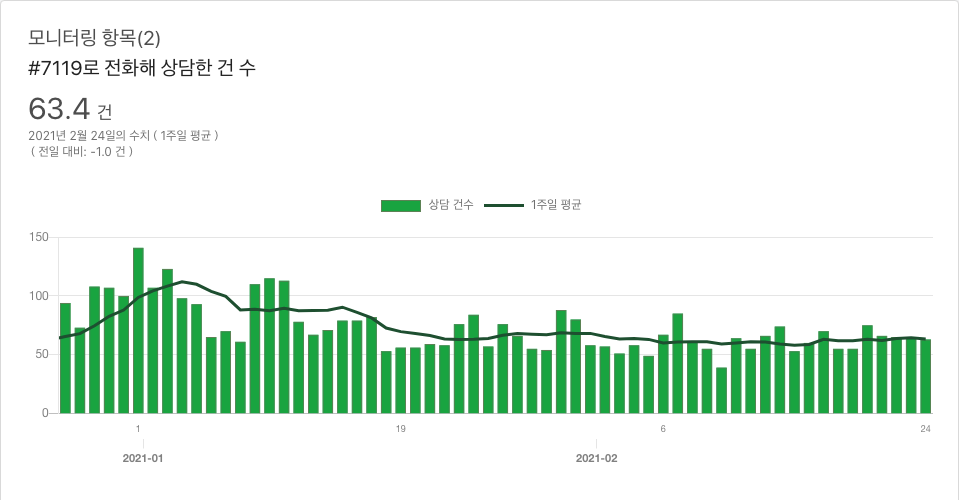 모니터링 항목(2)
#7119로 전화해 상담한 건 수
63.4 건
2021년 2월 24일의 수치 ( 1주일 평균 )
( 전일 대비: -1.0 건 )
상담 건수 1주일 평균
150
100
50
0
1 19 6 24
2021-01 2021-02